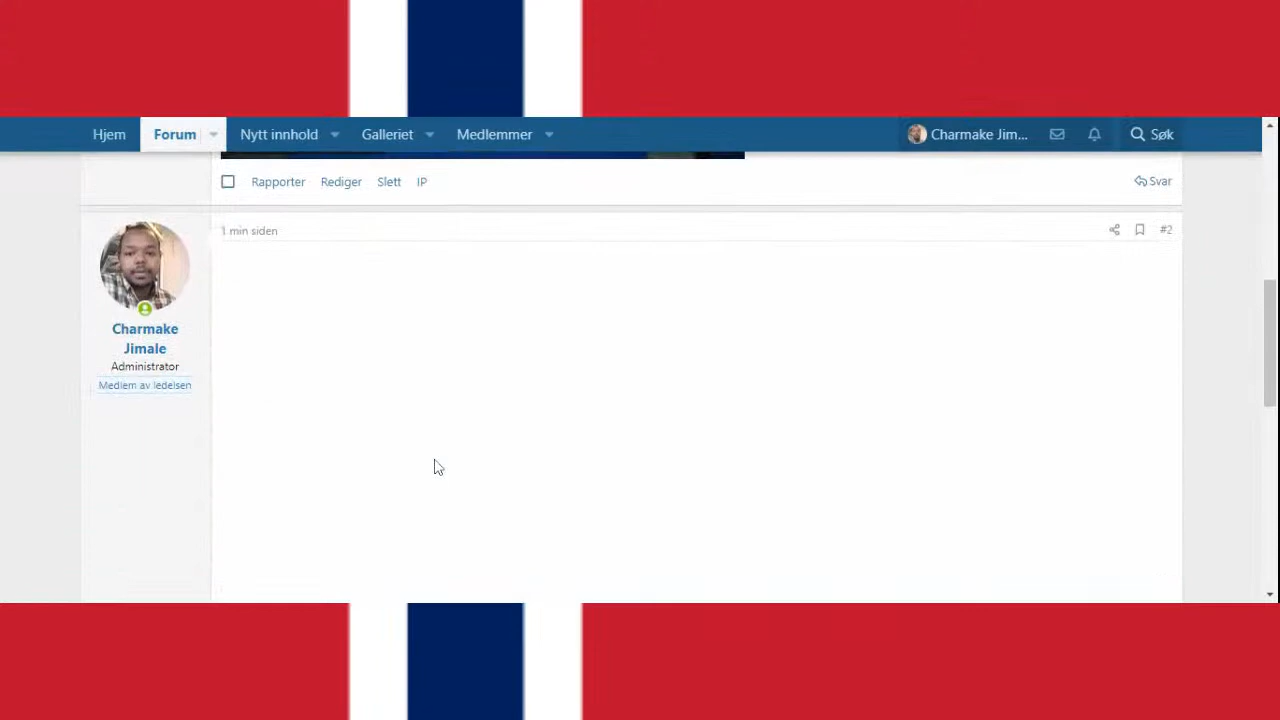 Hjem Forum Nytt innhold Galleriet Medlemmer Charmake Jim... Søk
Rapporter Rediger Slett IP Svar
1 min siden #2
Charmake
Jimale
Administrator
Medlem av ledelsen